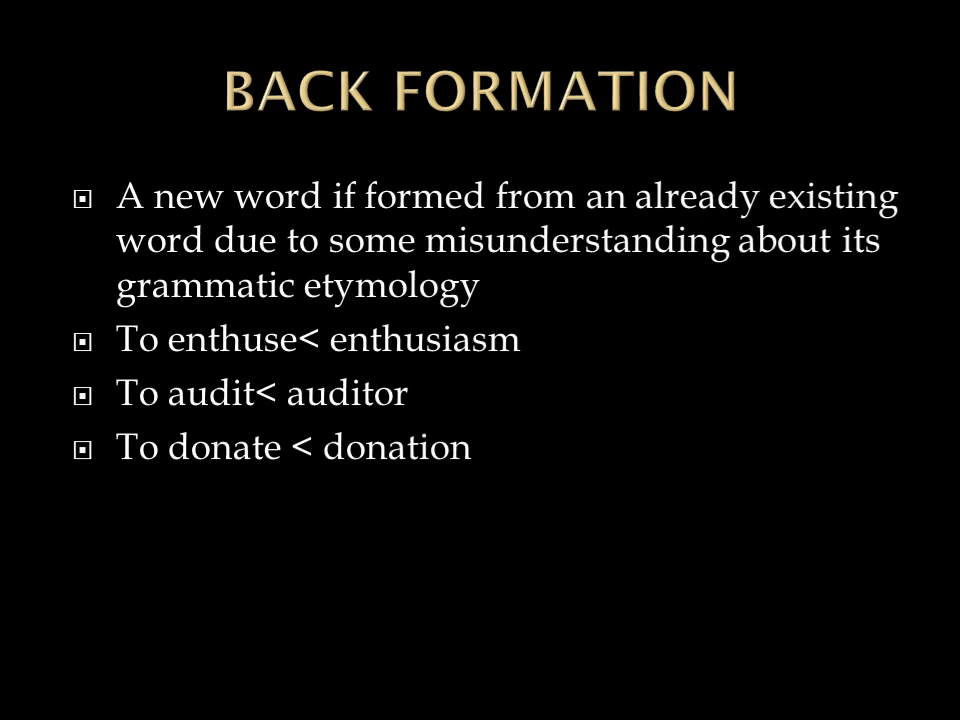 BACK FORMATION
A new word if formed from an already existing
word due to some misunderstanding about its
grammatic etymology
To enthuse< enthusiasm
To audit< auditor
To donate < donation